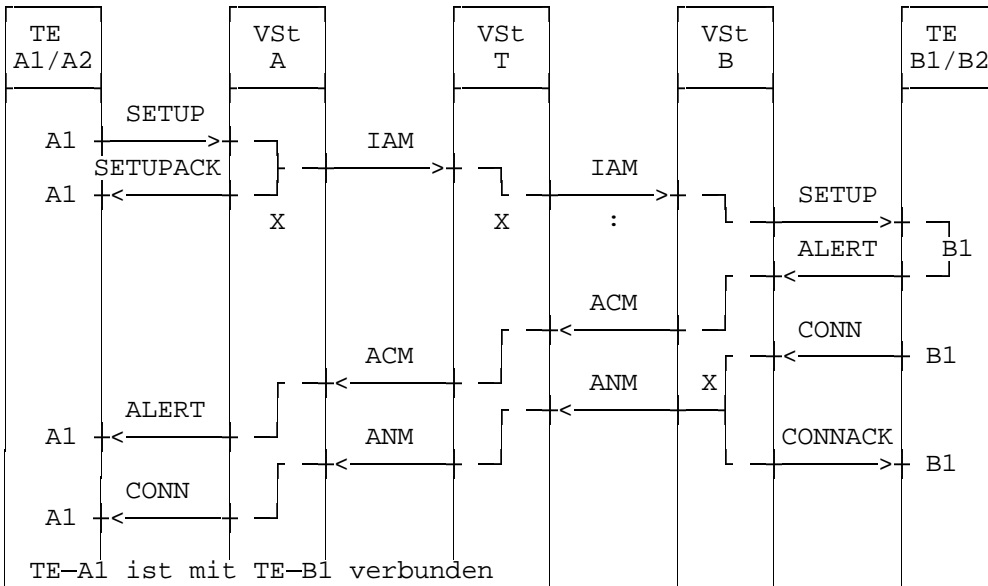 TE VSt VSt VSt TE
A1/A2 A T B B1/B2
SETUP
A1 IAM
SETUPACK IAM
A1 SETUP
X X :
ALERT B1
ACM
CONN
ACM B1
ANM X
ALERT
A1 ANM CONNACK
B1
CONN
A1
TE-A1 ist mit TE-B1 verbunden